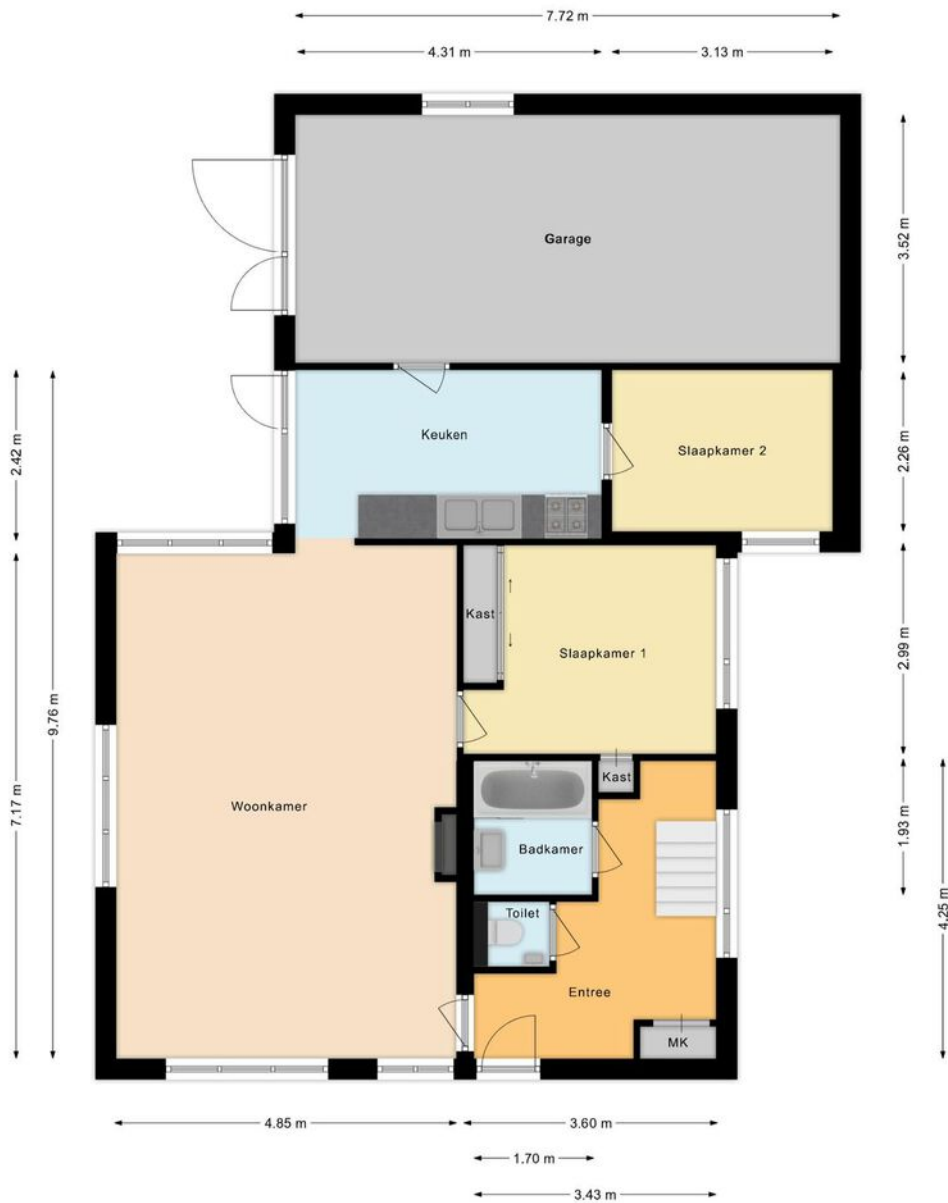 7.72 m
4.31 m
3.13 m
Garage
3.52 m
Keuken
Slaapkamer 2
2.42 m
2.26 m
Kast
Slaapkamer 1
2.99 m
9.76 m
7.17 m
Woonkamer
Kast
Badkamer
1.93 m
Toilet
4.25 m
Entree
MK
4.85 m
3.60 m
1.70 m
3.43 m